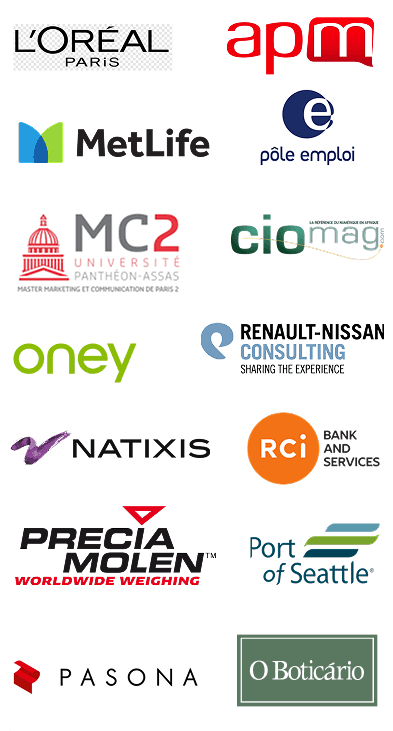 L'ORÉAL
PARiS
apm
MetLife
e
pôle emploi
MC2
UNIVERSITÉ
PANTHÉON-ASSAS
MASTER MARKETING ET COMMUNICATION DE PARIS 2
LA RÉFÉRENCE DU NUMÉRIQUE EN AFRIQUE
ciomag.com
oney
RENAULT-NISSAN
CONSULTING
SHARING THE EXPERIENCE
NATIXIS
RCi
BANK
AND
SERVICES
PRECIA
MOLEN™
WORLDWIDE WEIGHING
Port
of Seattle®
PASONA
O Boticário